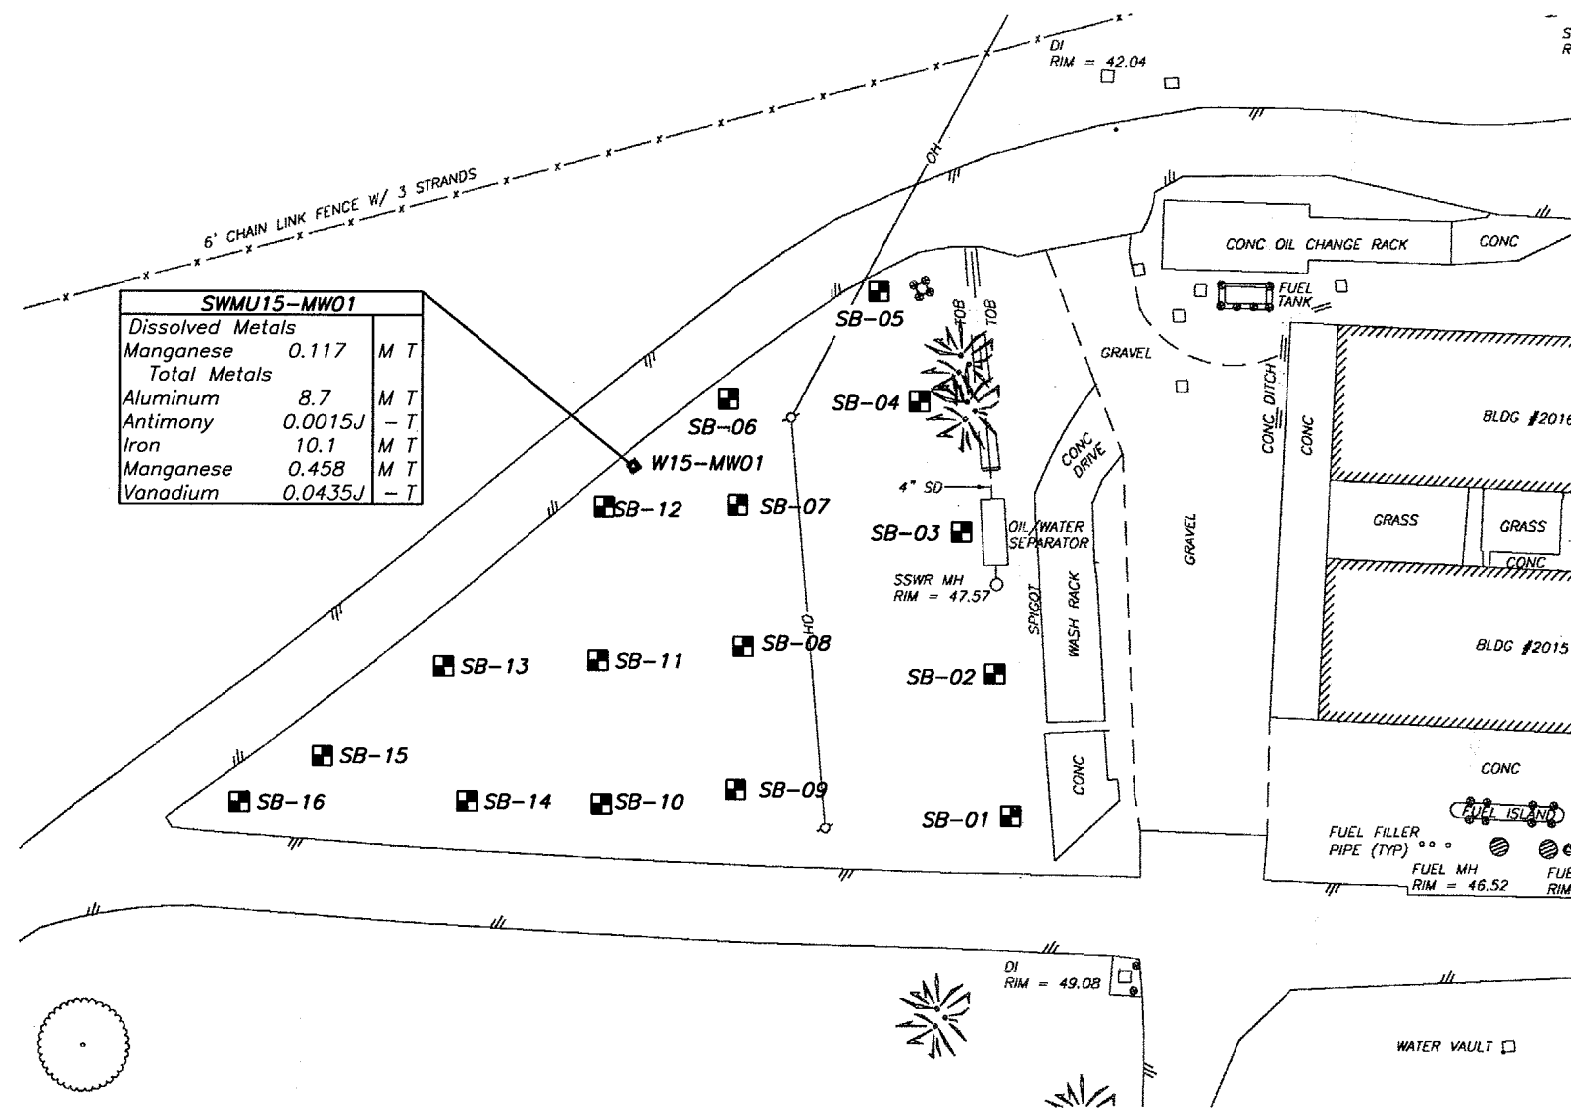 DI
RIM = 42.04
S
R
OH
6' CHAIN LINK FENCE W/ 3 STRANDS
SWMU15-MW01
Dissolved Metals
Manganese 0.117 M T
Total Metals
Aluminum 8.7 M T
Antimony 0.0015J - T
Iron 10.1 M T
Manganese 0.458 M T
Vanadium 0.0435J - T
CONC OIL CHANGE RACK
CONC
FUEL
TANK
SB-05
TOB
TOB
GRAVEL
SB-06
SB-04
CONC DITCH
CONC
BLDG #2016
W15-MW01
CONC
DRIVE
4" SD
SB-12
SB-07
SB-03
OIL/WATER
SEPARATOR
GRAVEL
GRASS
GRASS
CONC
SSWR MH
RIM = 47.57
SPIGOT
WASH RACK
OH
SB-13
SB-11
SB-08
SB-02
BLDG #2015
SB-15
SB-16
SB-14
SB-10
SB-09
SB-01
CONC
CONC
FUEL ISLAND
FUEL FILLER
PIPE (TYP)
FUEL MH
RIM = 46.52
FUE
RIM
DI
RIM = 49.08
WATER VAULT